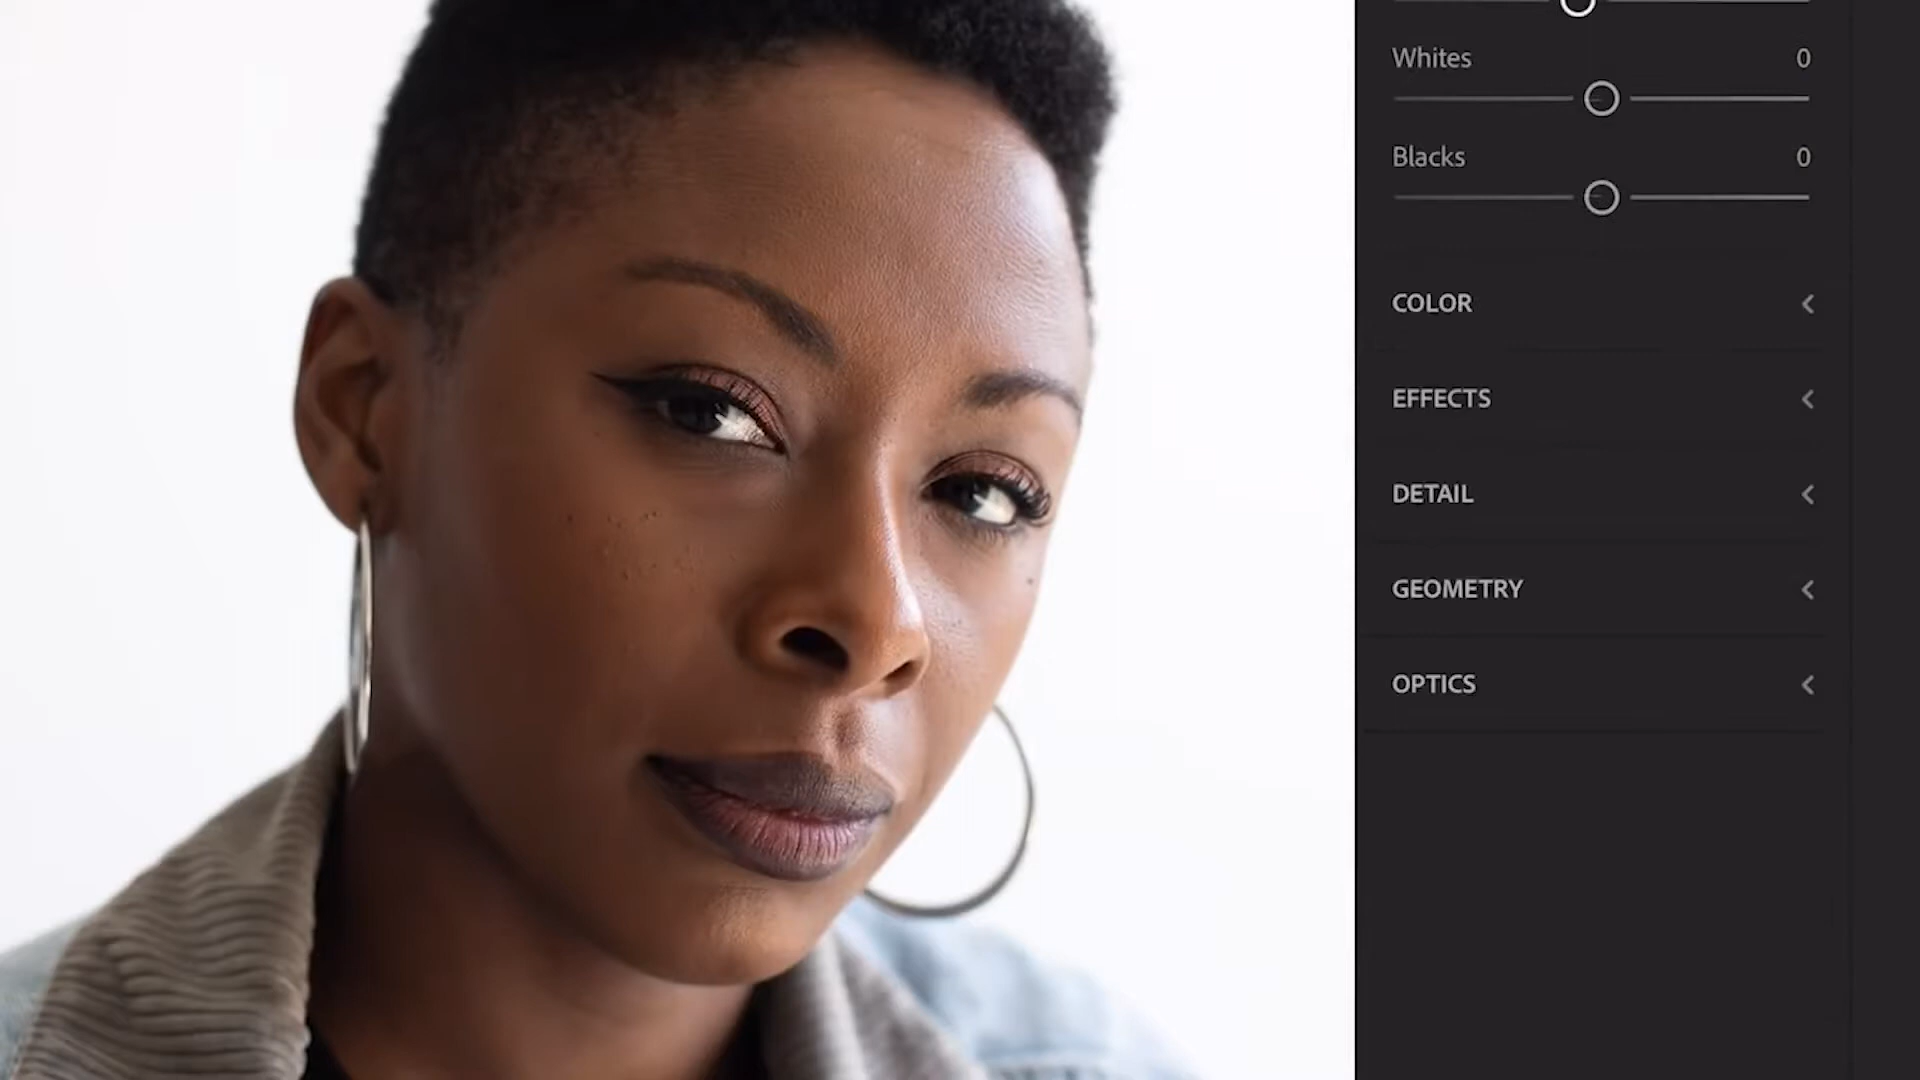 Whites 0
Blacks 0
COLOR
EFFECTS
DETAIL
GEOMETRY
OPTICS